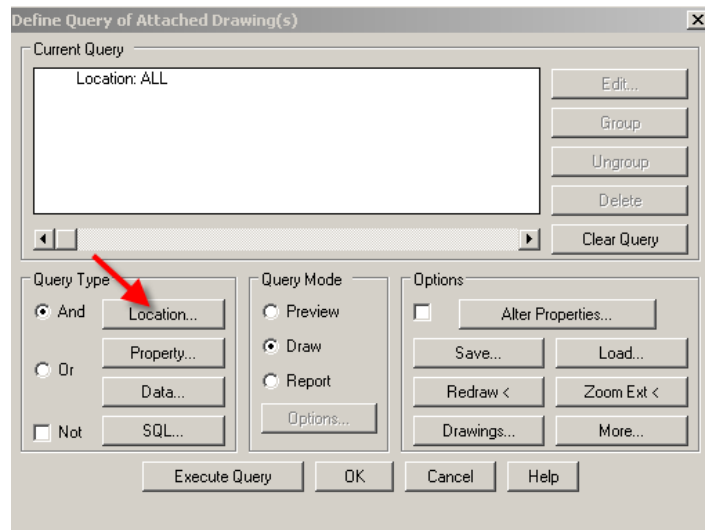 Define Query of Attached Drawing(s)
Current Query
Location: ALL
Edit...
Group
Ungroup
Delete
Clear Query
Query Type
And
Or
Not
Location...
Property...
Data...
SQL...
Query Mode
Preview
Draw
Report
Options...
Options
Alter Properties...
Save... Load...
Redraw < Zoom Ext <
Drawings... More...
Execute Query OK Cancel Help